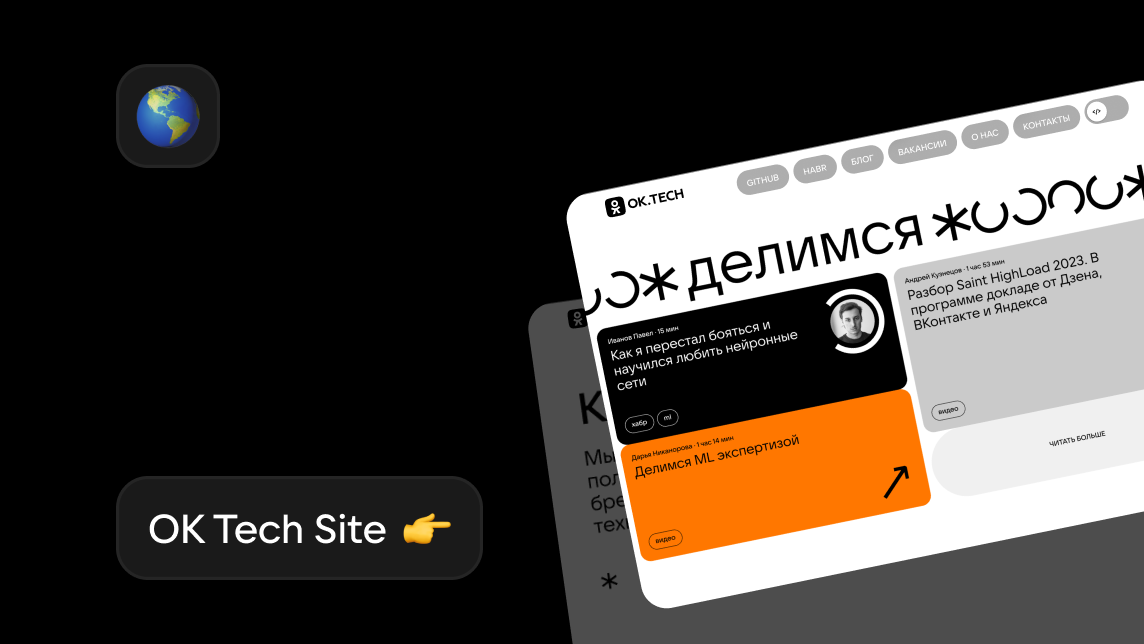 OK.TECH
GITHUB
HABR
БЛОГ
ВАКАНСИИ
О НАС
КОНТАКТЫ
</>
делимся
Иванов Павел · 15 мин
Как я перестал бояться и
научился любить нейронные
сети
хабр
ml
Андрей Кузнецов · 1 час 53 мин
Разбор Saint HighLoad 2023. В
программе докладе от Дзена,
ВКонтакте и Яндекса
видео
Дарья Никанорова · 1 час 14 мин
Делимся ML экспертизой
видео
ЧИТАТЬ БОЛЬШЕ
К
Мы
пол
бре
техн
OK Tech Site